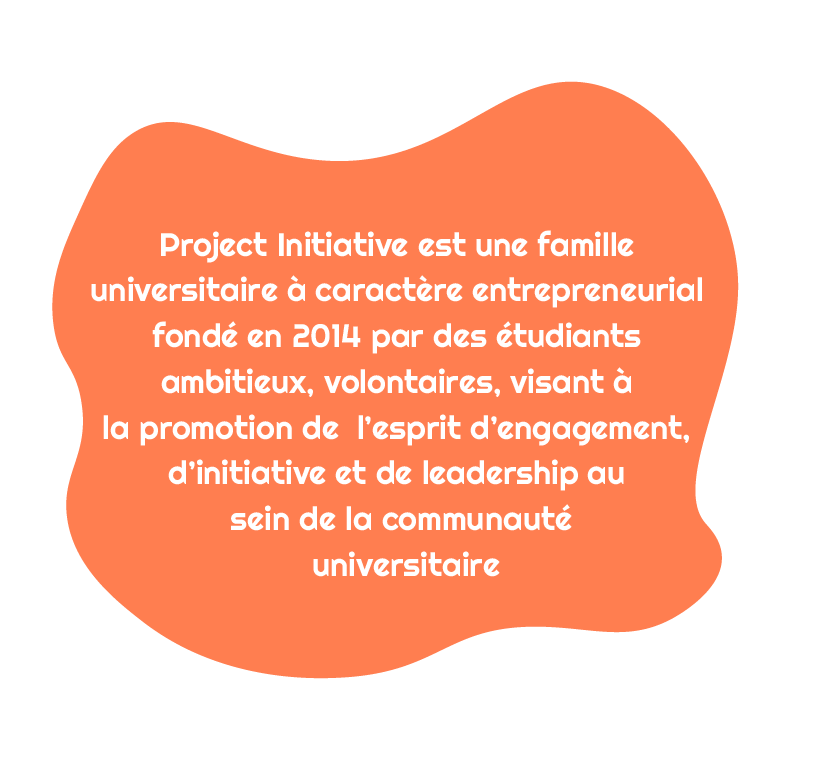 Project Initiative est une famille
universitaire à caractère entrepreneurial
fondé en 2014 par des étudiants
ambitieux, volontaires, visant à
la promotion de  l’esprit d’engagement,
d’initiative et de leadership au
sein de la communauté
universitaire